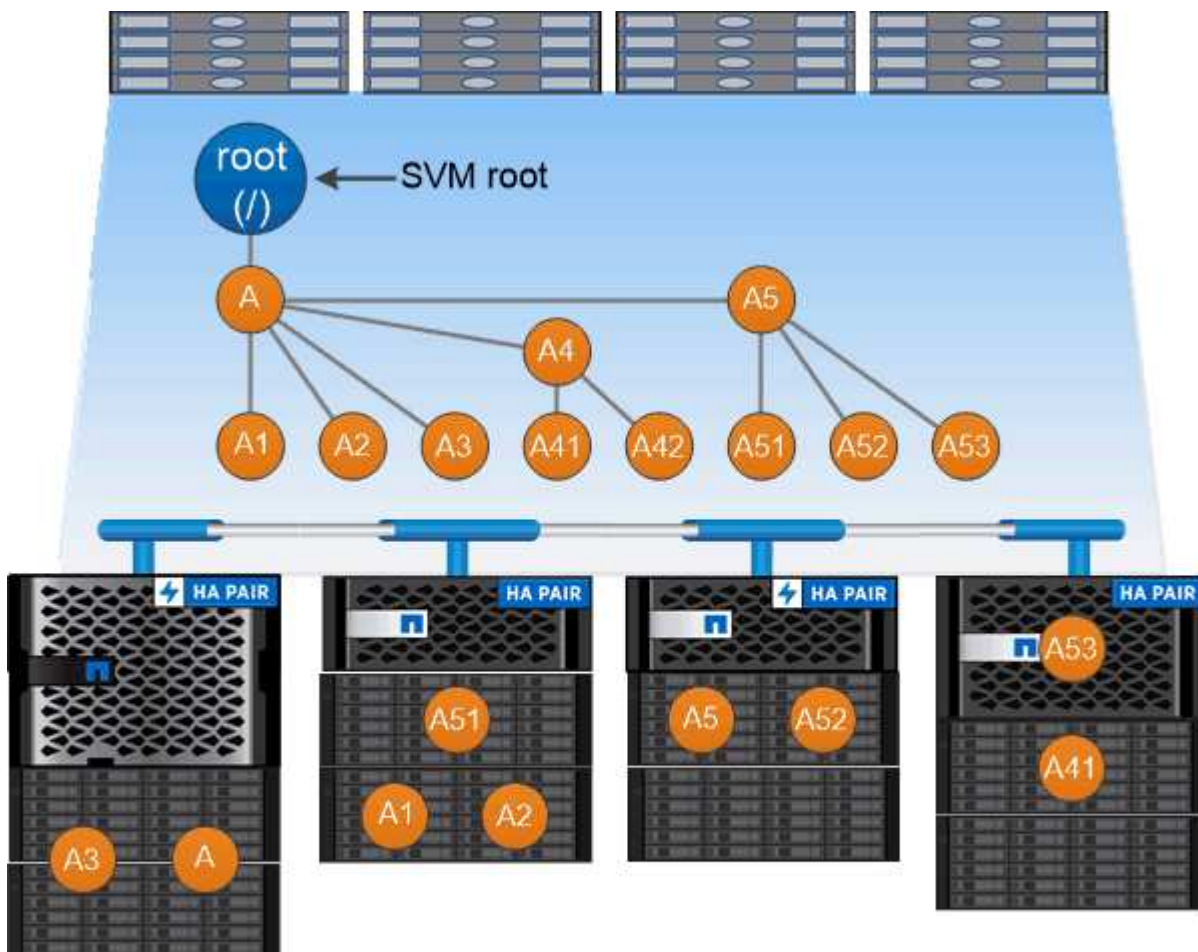 root
(/)
SVM root
A
A5
A4
A1
A2
A3
A41
A42
A51
A52
A53
HA PAIR
HA PAIR
HA PAIR
HA PAIR
A53
A51
A5
A52
A41
A1
A2
A3
A